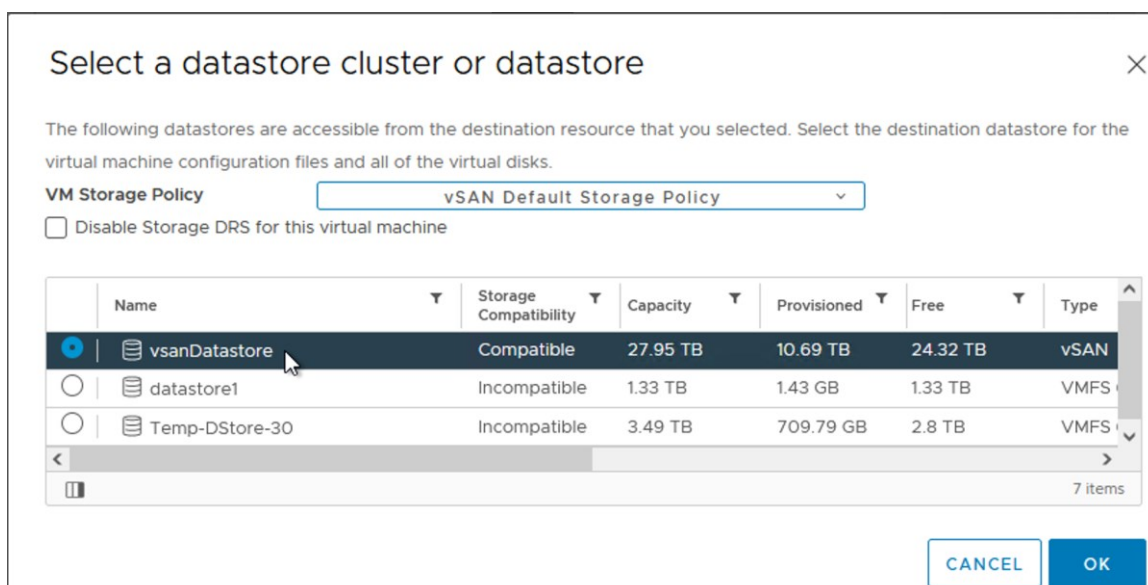 Select a datastore cluster or datastore
The following datastores are accessible from the destination resource that you selected. Select the destination datastore for the
virtual machine configuration files and all of the virtual disks.
VM Storage Policy vSAN Default Storage Policy
Disable Storage DRS for this virtual machine
Name Storage Compatibility Capacity Provisioned Free Type
vsanDatastore Compatible 27.95 TB 10.69 TB 24.32 TB vSAN
datastore1 Incompatible 1.33 TB 1.43 GB 1.33 TB VMFS
Temp-DStore-30 Incompatible 3.49 TB 709.79 GB 2.8 TB VMFS
7 items
CANCEL OK